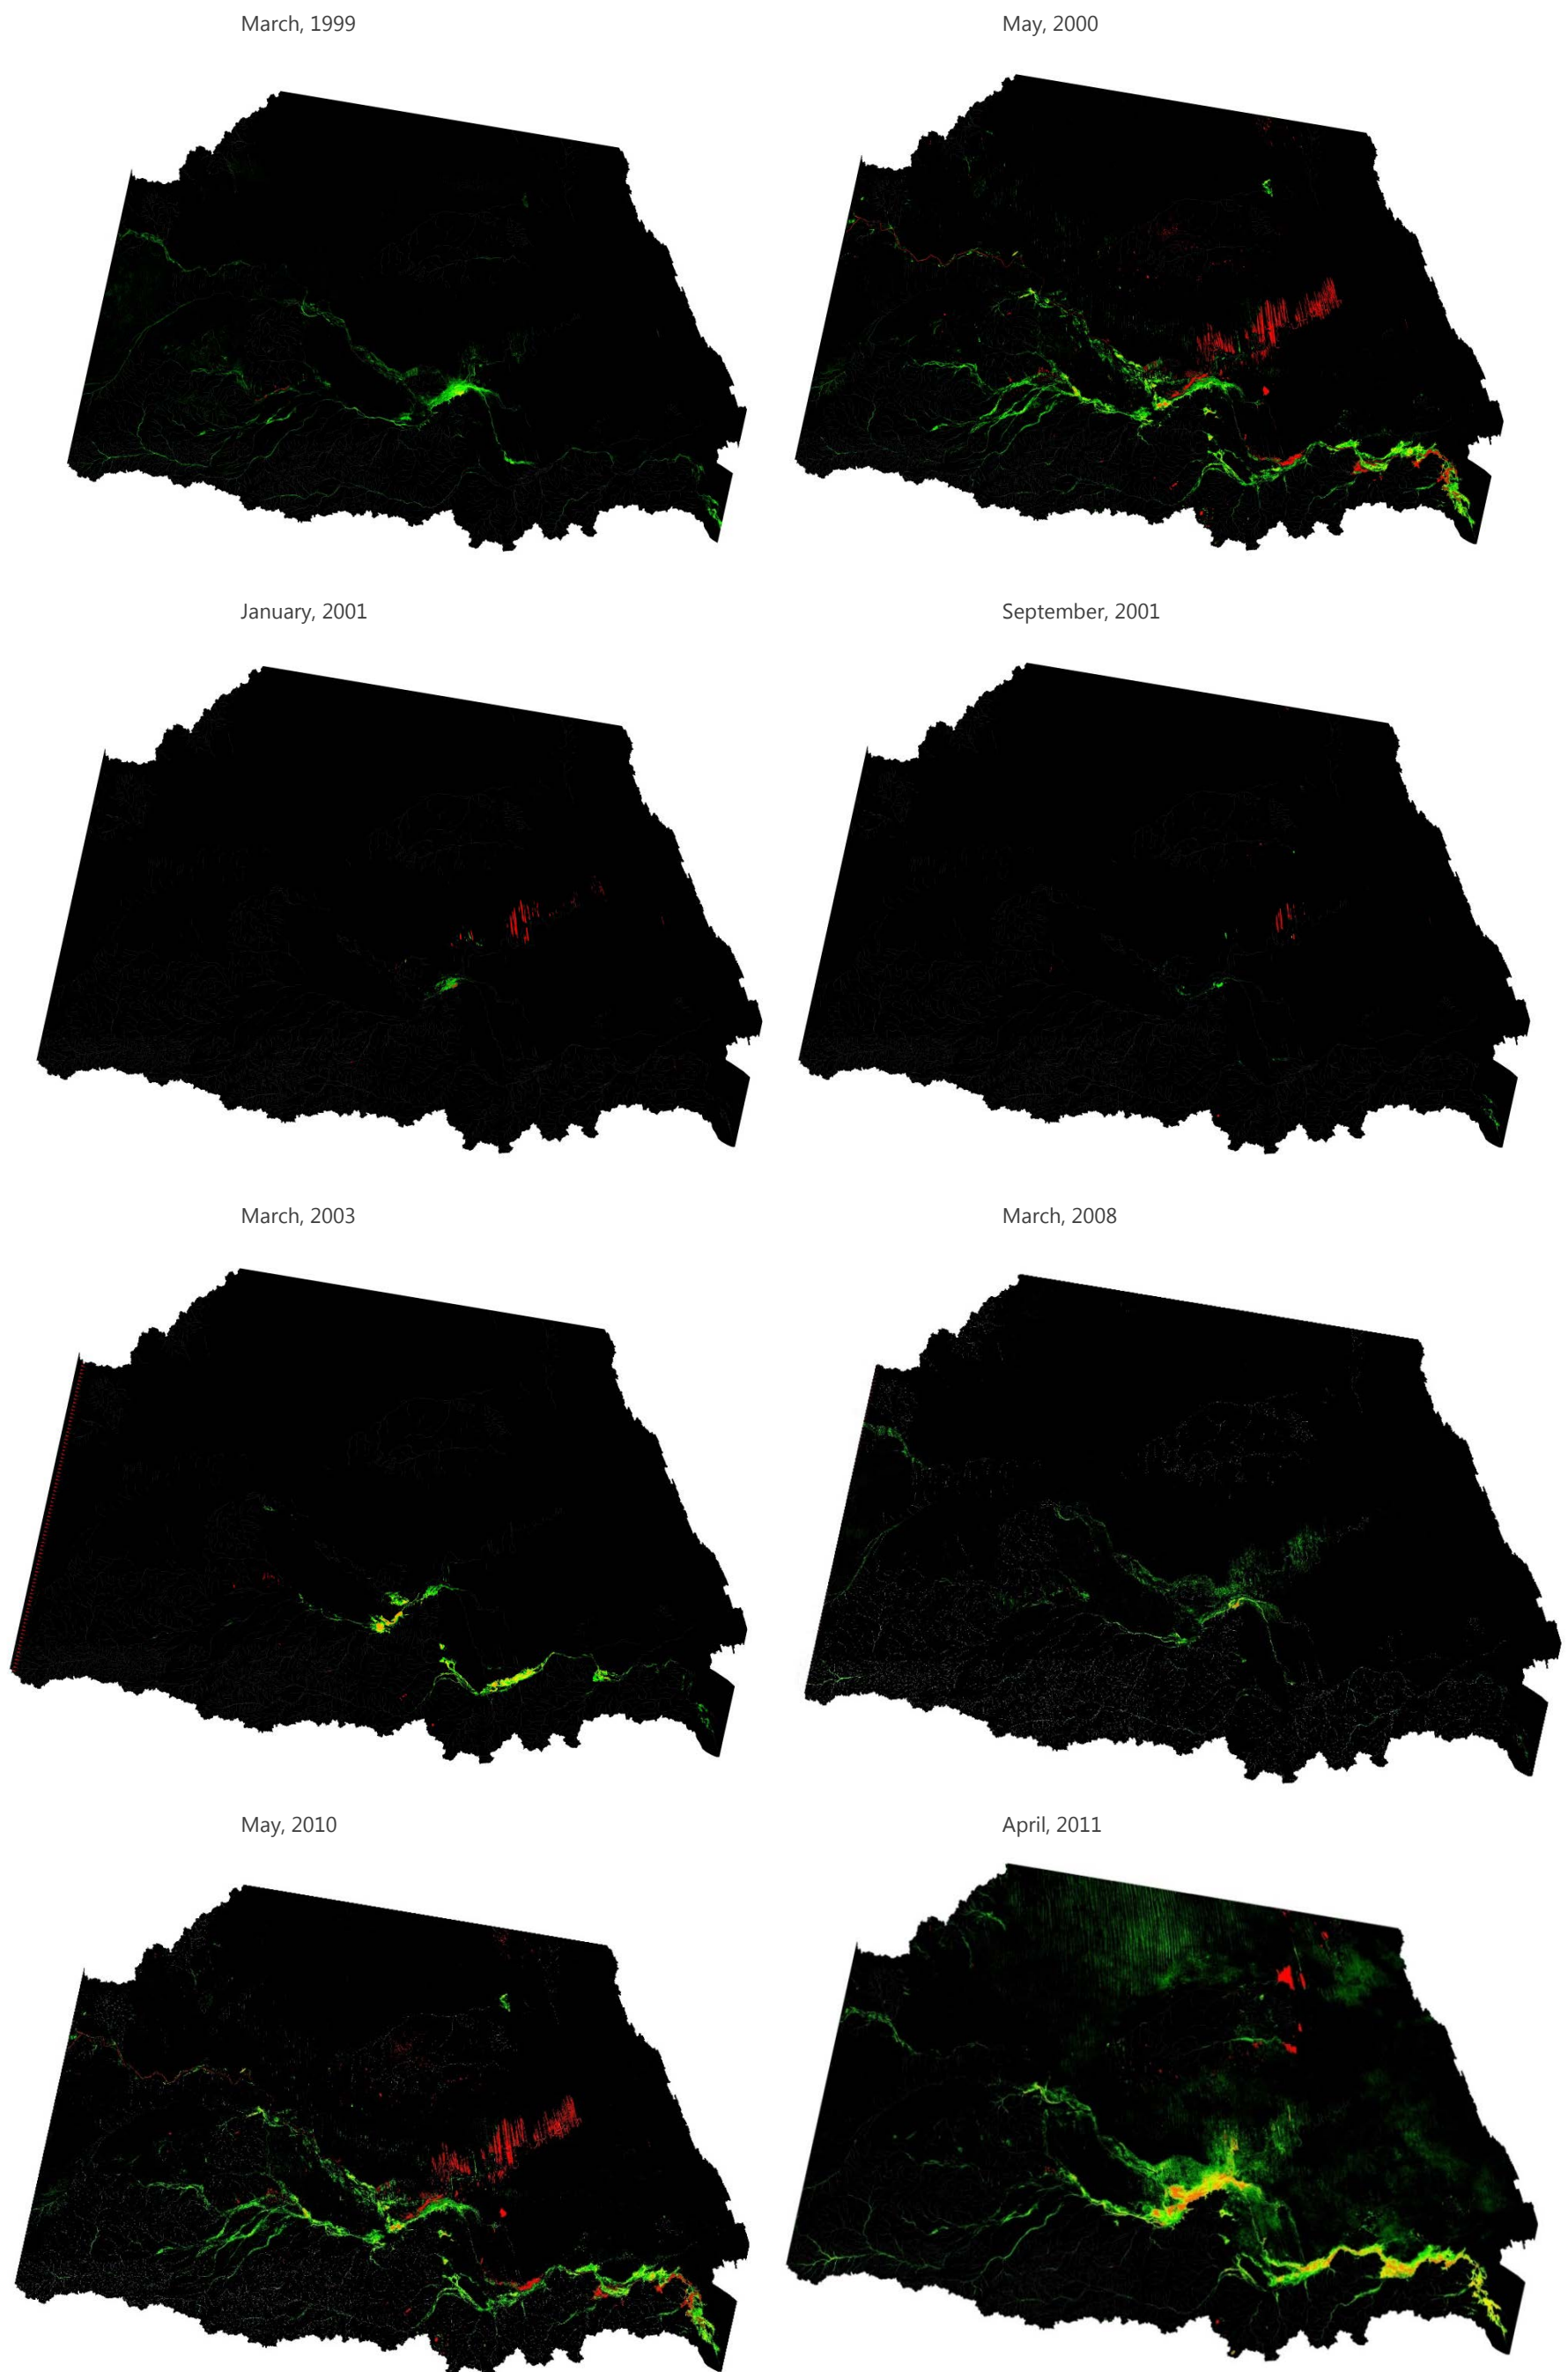 March, 1999
May, 2000
January, 2001
September, 2001
March, 2003
March, 2008
May, 2010
April, 2011